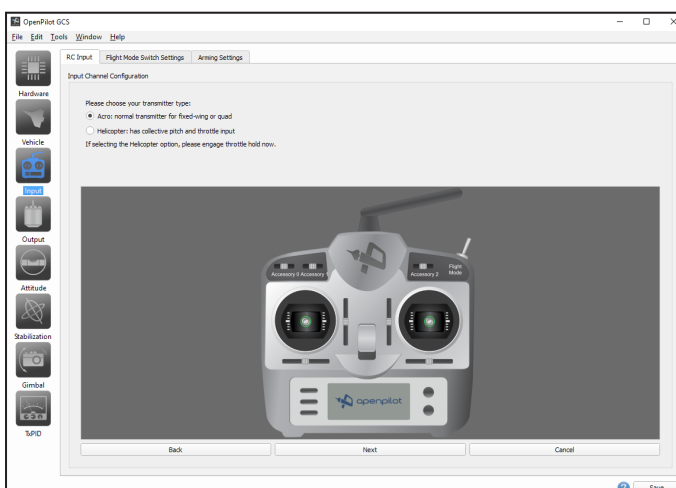 OpenPilot GCS
File Edit Tools Window Help
RC Input Flight Mode Switch Settings Arming Settings
Input Channel Configuration
Hardware
Vehicle
Input
Output
Attitude
Stabilization
Gimbal
TxPID
Please choose your transmitter type:
Acro: normal transmitter for fixed-wing or quad
Helicopter: has collective pitch and throttle input
If selecting the Helicopter option, please engage throttle hold now.
Accessory 0 Accessory 1
Accessory 2
Flight
Mode
openpilot
Back Next Cancel
? Save